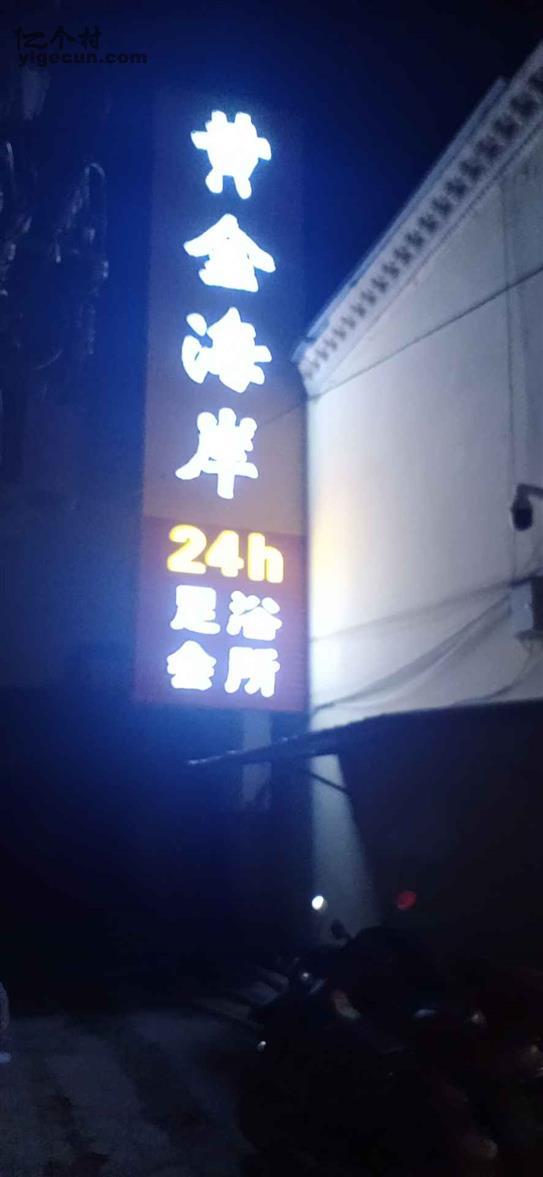 亿个村
yigecun.com
黄金海岸
24h
足浴
会所